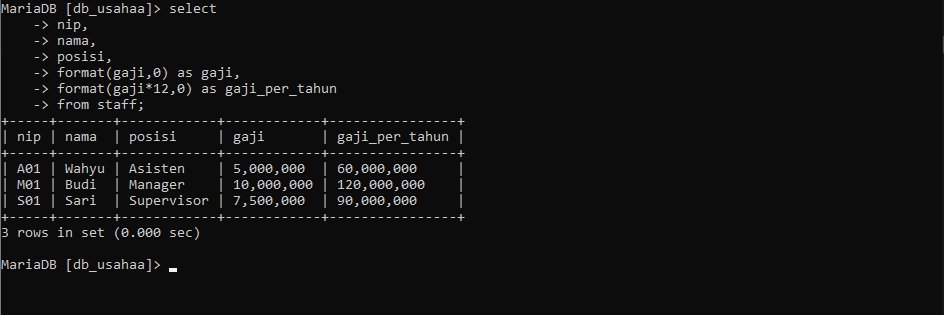 MariaDB [db_usahaa]> select
    -> nip,
    -> nama,
    -> posisi,
    -> format(gaji,0) as gaji,
    -> format(gaji*12,0) as gaji_per_tahun
    -> from staff;
+-----+-------+------------+------------+----------------+
| nip | nama  | posisi     | gaji       | gaji_per_tahun |
+-----+-------+------------+------------+----------------+
| A01 | Wahyu | Asisten    | 5,000,000  | 60,000,000     |
| M01 | Budi  | Manager    | 10,000,000 | 120,000,000    |
| S01 | Sari  | Supervisor | 7,500,000  | 90,000,000     |
+-----+-------+------------+------------+----------------+
3 rows in set (0.000 sec)
MariaDB [db_usahaa]>